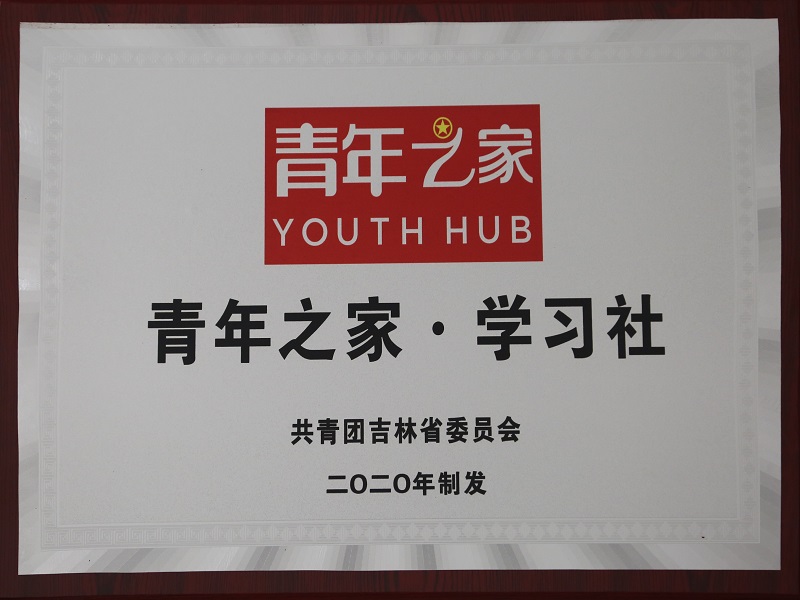 青年之家
YOUTH HUB
青年之家·学习社
共青团吉林省委员会
二〇二〇年制发